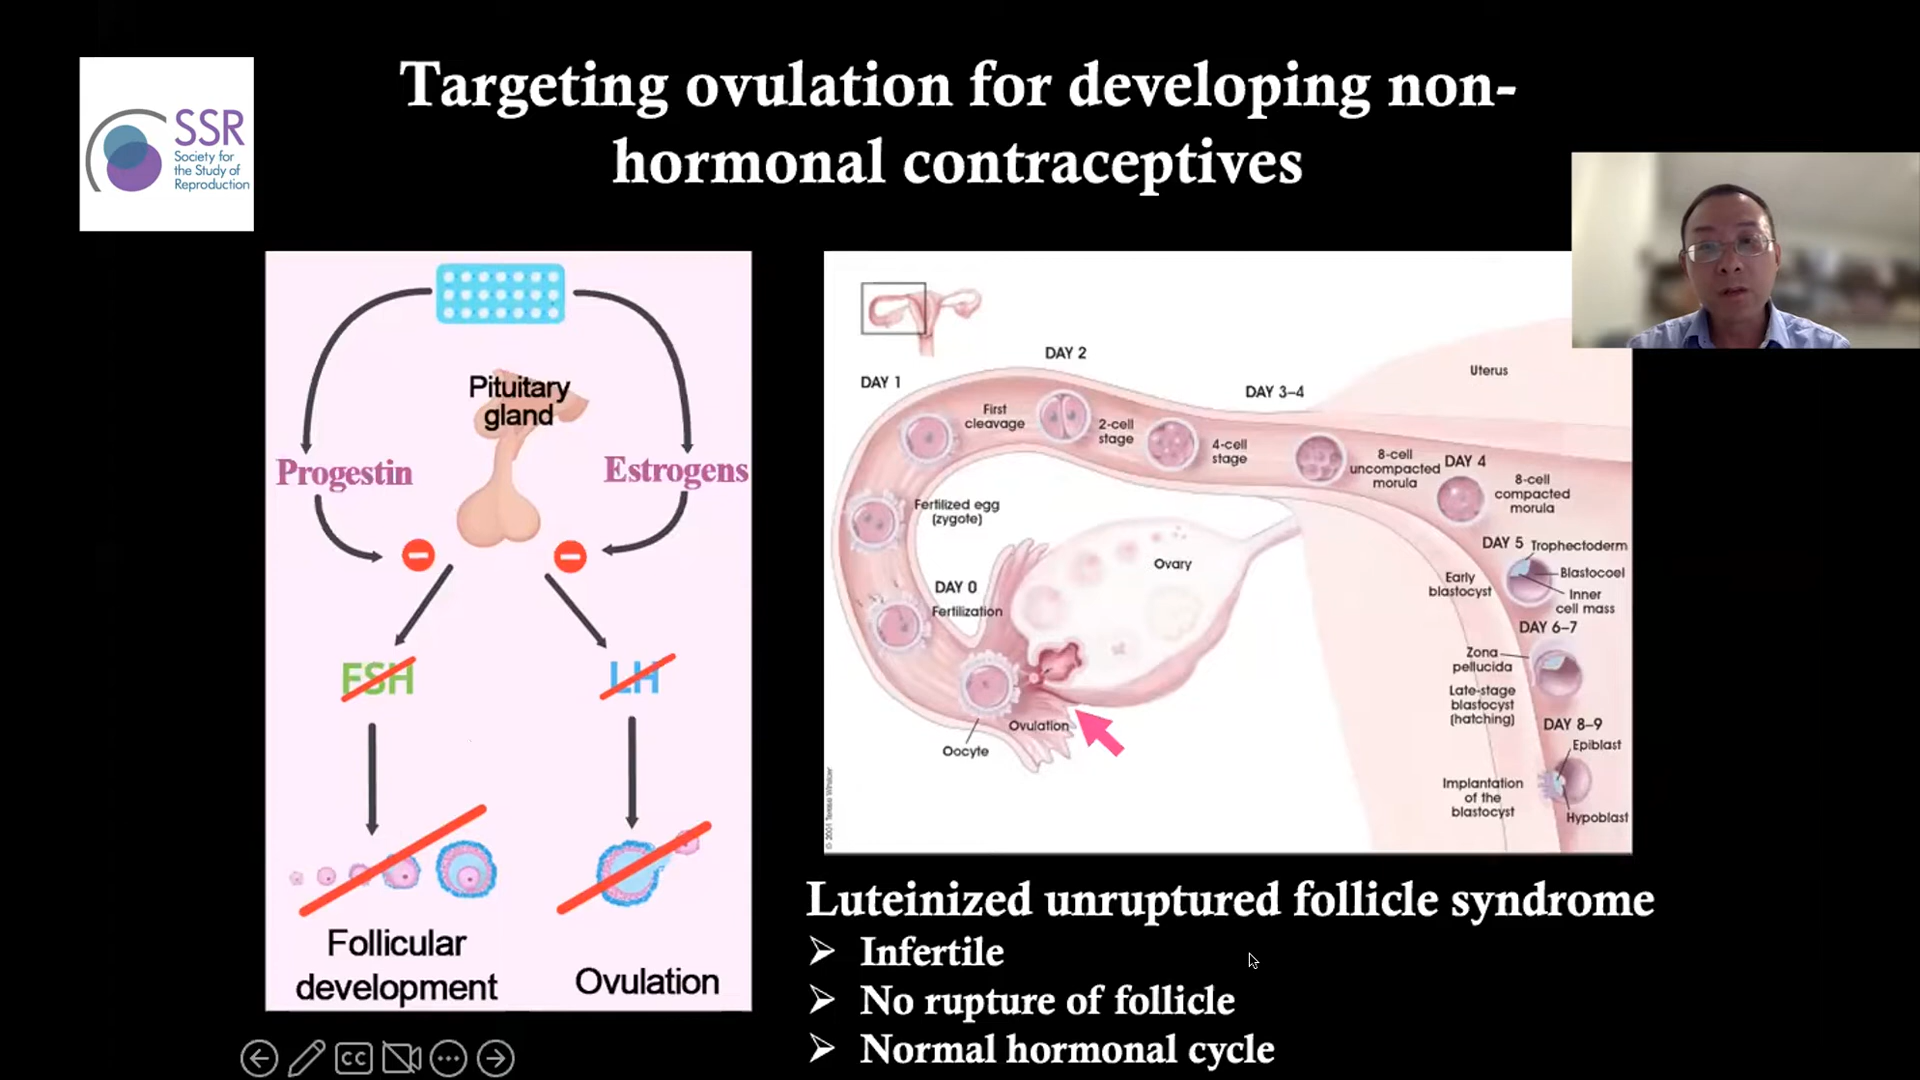 Targeting ovulation for developing non-
hormonal contraceptives
SSR
Society for
the Study of
Reproduction
Pituitary
gland
Progestin
Estrogens
FSH
LH
Follicular
development
Ovulation
DAY 1
DAY 2
DAY 3–4
Uterus
First
cleavage
2-cell
stage
4-cell
stage
8-cell
uncompacted
morula
DAY 4
8-cell
compacted
morula
Fertilized egg
(zygote)
DAY 5
Trophectoderm
Blastocoel
Inner
cell mass
Early
blastocyst
Ovary
DAY 0
Fertilization
DAY 6–7
Zona
pellucida
Late-stage
blastocyst
(hatching)
DAY 8–9
Epiblast
Ovulation
Oocyte
Implantation
of the
blastocyst
Hypoblast
© 2001 Terese Winslow
Luteinized unruptured follicle syndrome
➢ Infertile
➢ No rupture of follicle
➢ Normal hormonal cycle
CC